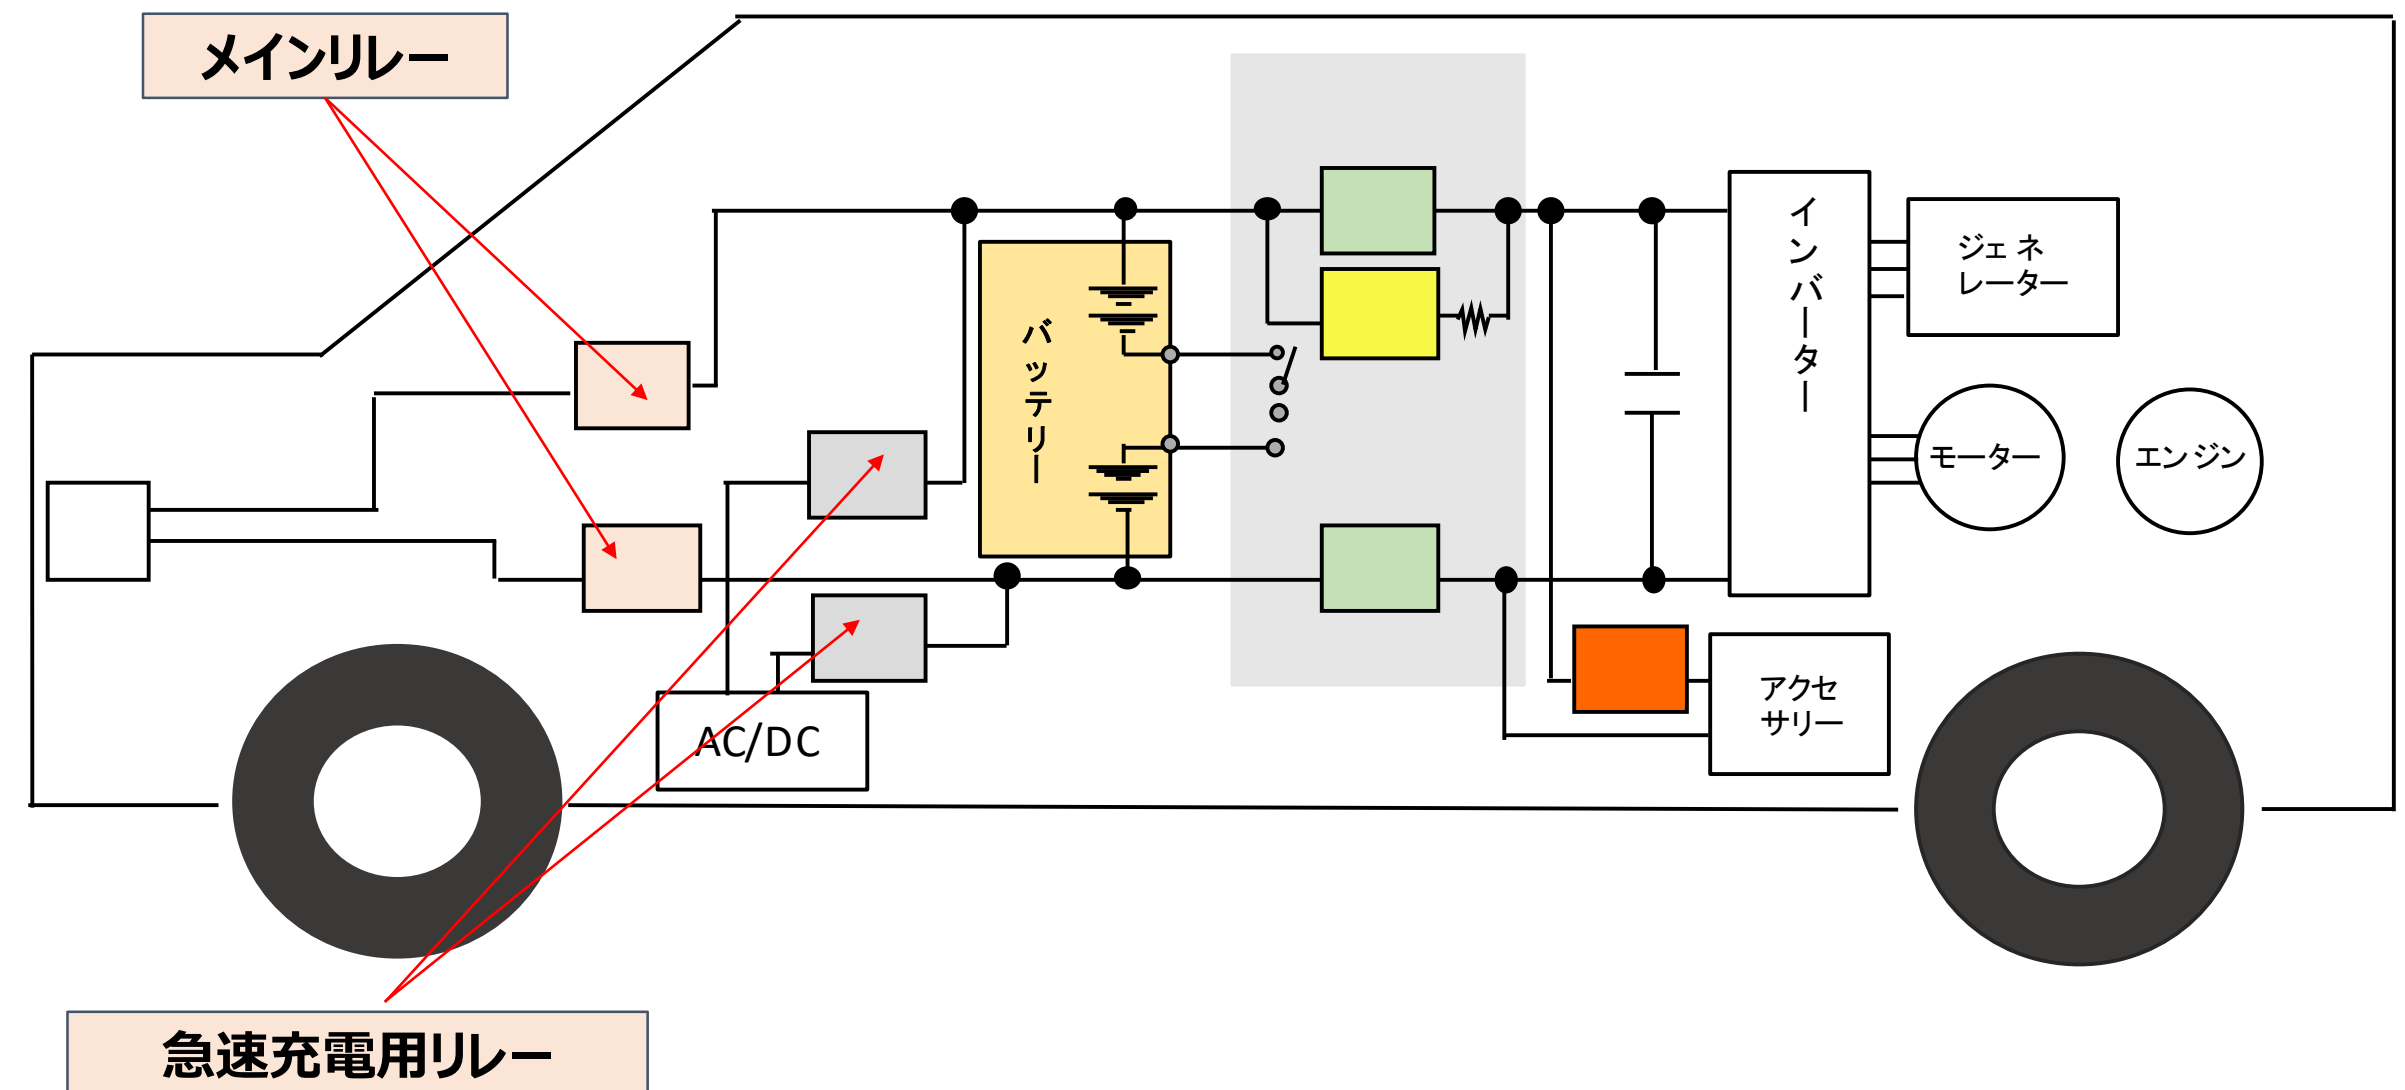 メインリレー
インバーター
ジェネ
レーター
バッテリー
モーター
エンジン
アクセ
サリー
AC/DC
急速充電用リレー